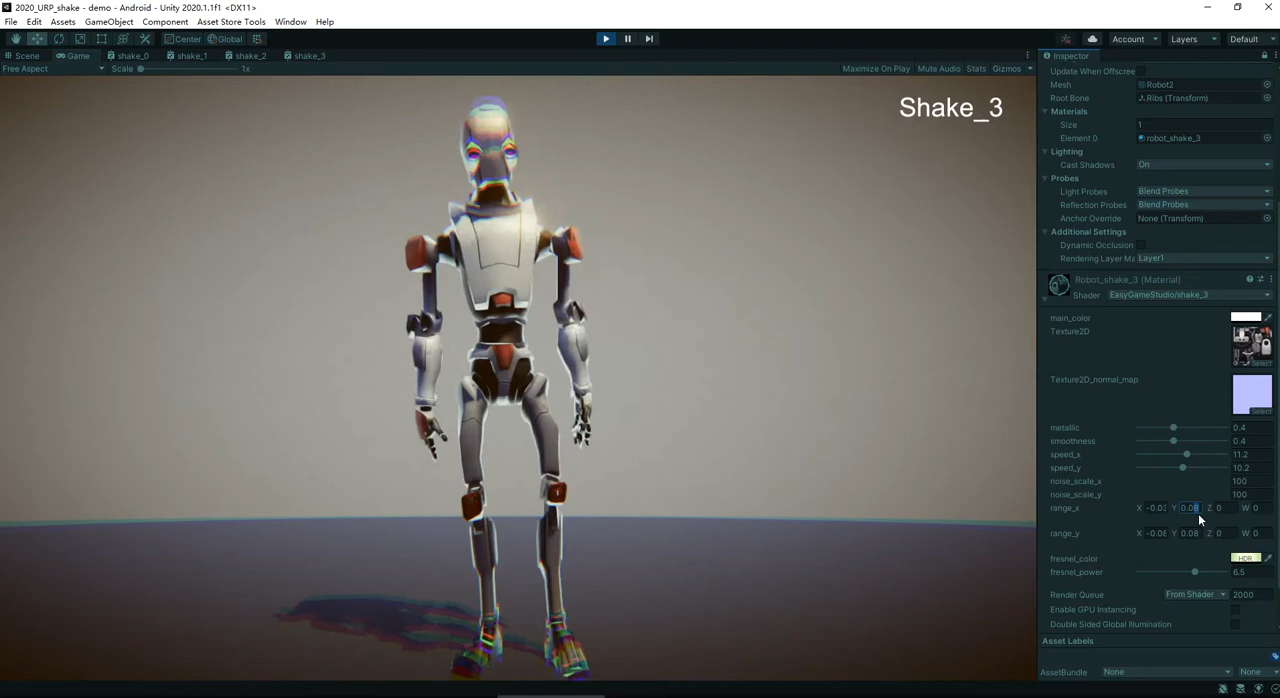 2020_URP_shake - demo - Android - Unity 2020.1.1f1 <DX11>
File Edit Assets GameObject Component Asset Store Tools Window Help
Center Global Account Layers Default
Scene Game shake_0 shake_1 shake_2 shake_3 Inspector
Free Aspect Scale 1x Maximize On Play Mute Audio Stats Gizmos
Shake_3
Update When Offscree
Mesh Robot2
Root Bone Ribs (Transform)
Materials
Size 1
Element 0 robot_shake_3
Lighting
Cast Shadows On
Probes
Light Probes Blend Probes
Reflection Probes Blend Probes
Anchor Override None (Transform)
Additional Settings
Dynamic Occlusion
Rendering Layer Ma Layer1
Robot_shake_3 (Material)
Shader EasyGameStudio/shake_3
main_color
Texture2D
Select
Texture2D_normal_map
Select
metallic 0.4
smoothness 0.4
speed_x 11.2
speed_y 10.2
noise_scale_x 100
noise_scale_y 100
range_x X -0.03 Y 0.08 Z 0 W 0
range_y X -0.08 Y 0.08 Z 0 W 0
fresnel_color HDR
fresnel_power 6.5
Render Queue From Shader 2000
Enable GPU Instancing
Double Sided Global Illumination
Asset Labels
AssetBundle None None